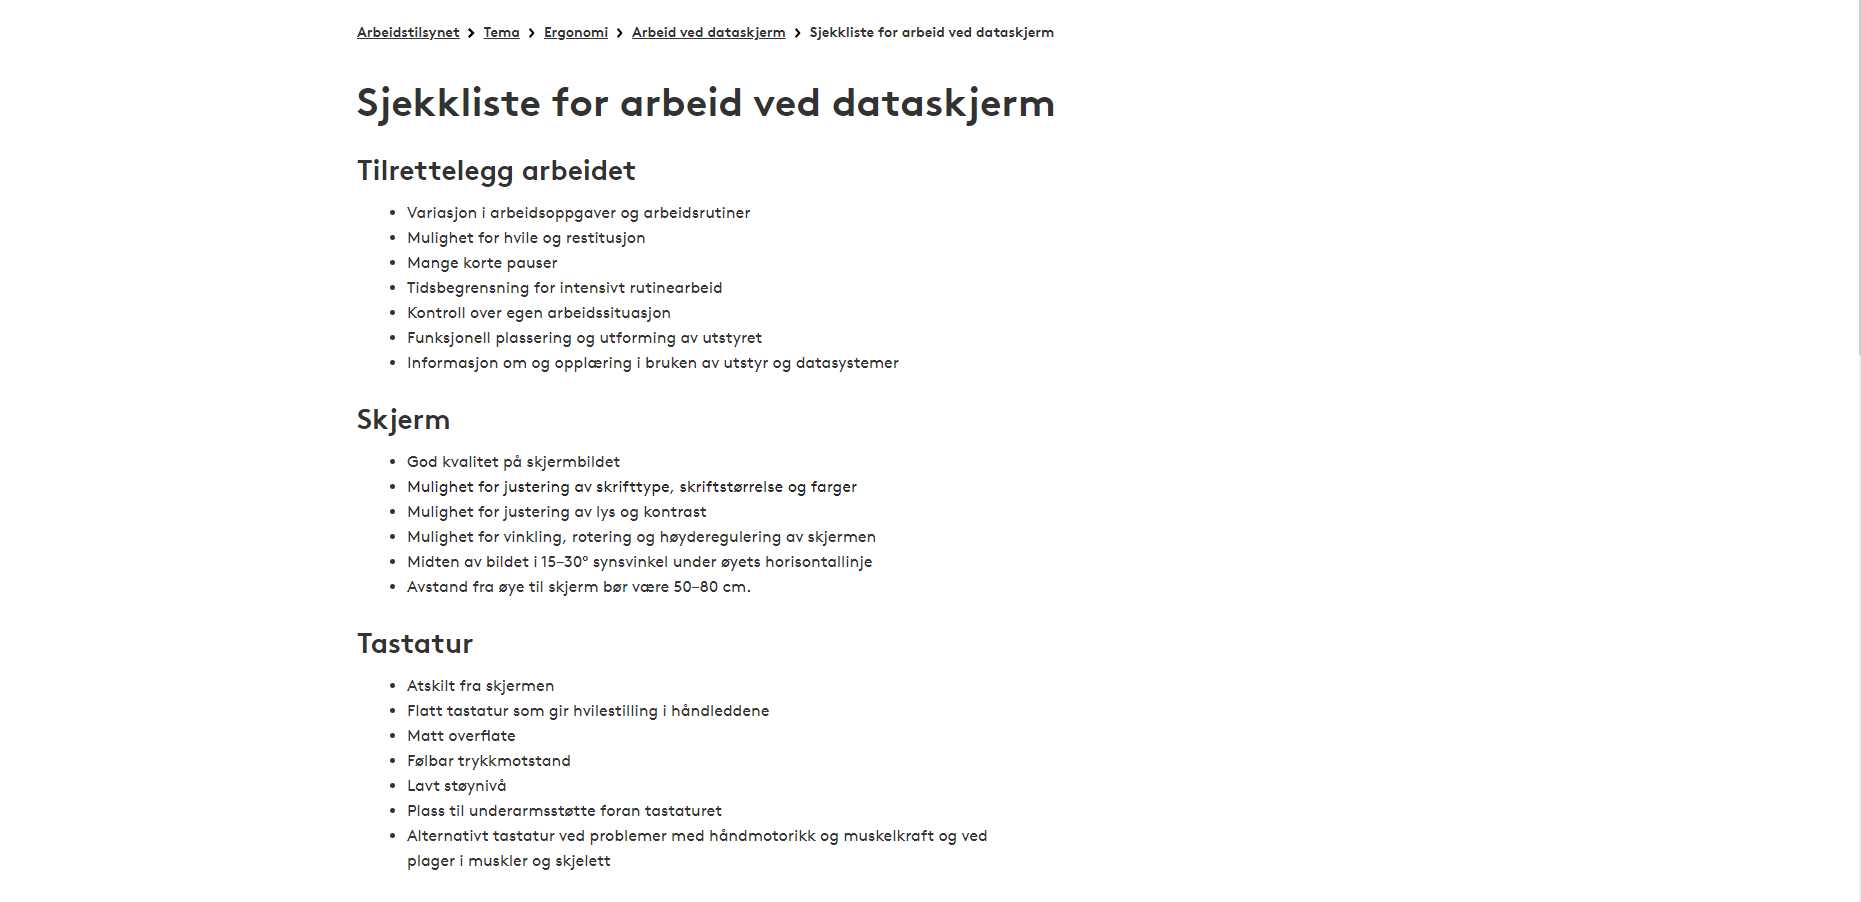 Arbeidstilsynet > Tema > Ergonomi > Arbeid ved dataskjerm > Sjekkliste for arbeid ved dataskjerm
Sjekkliste for arbeid ved dataskjerm
Tilrettelegg arbeidet
• Variasjon i arbeidsoppgaver og arbeidsrutiner
• Mulighet for hvile og restitusjon
• Mange korte pauser
• Tidsbegrensning for intensivt rutinearbeid
• Kontroll over egen arbeidssituasjon
• Funksjonell plassering og utforming av utstyret
• Informasjon om og opplæring i bruken av utstyr og datasystemer
Skjerm
• God kvalitet på skjermbildet
• Mulighet for justering av skrifttype, skriftstørrelse og farger
• Mulighet for justering av lys og kontrast
• Mulighet for vinkling, rotering og høyderegulering av skjermen
• Midten av bildet i 15–30° synsvinkel under øyets horisontallinje
• Avstand fra øye til skjerm bør være 50–80 cm.
Tastatur
• Atskilt fra skjermen
• Flatt tastatur som gir hvilestilling i håndleddene
• Matt overflate
• Følbar trykkmotstand
• Lavt støynivå
• Plass til underarmsstøtte foran tastaturet
• Alternativt tastatur ved problemer med håndmotorikk og muskelkraft og ved
plager i muskler og skjelett